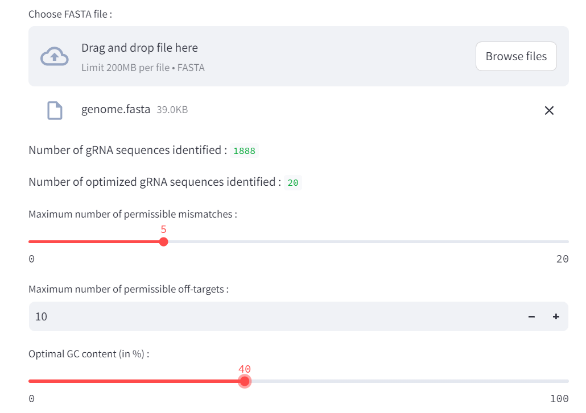 Choose FASTA file :
Drag and drop file here
Limit 200MB per file • FASTA
Browse files
genome.fasta 39.0KB
Number of gRNA sequences identified : 1888
Number of optimized gRNA sequences identified : 20
Maximum number of permissible mismatches :
5
0 20
Maximum number of permissible off-targets :
10 − +
Optimal GC content (in %) :
40
0 100